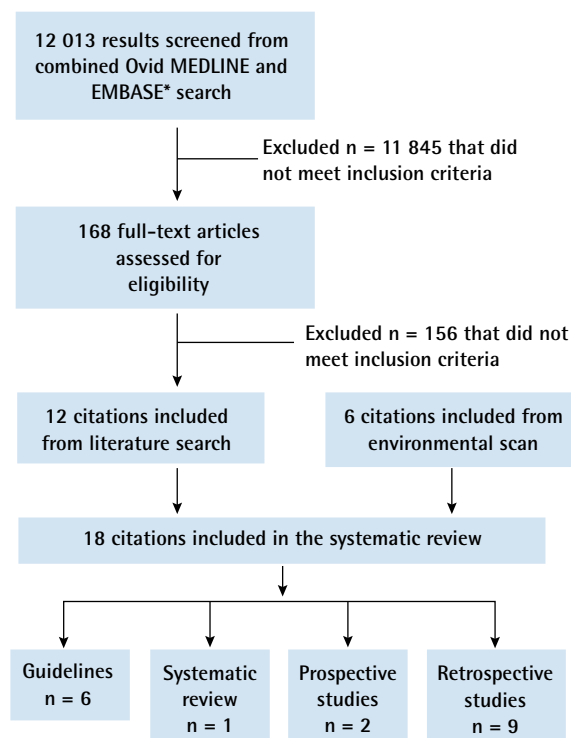 12 013 results screened from
combined Ovid MEDLINE and
EMBASE* search
Excluded n = 11 845 that did
not meet inclusion criteria
168 full-text articles
assessed for
eligibility
Excluded n = 156 that did not
meet inclusion criteria
12 citations included
from literature search
6 citations included from
environmental scan
18 citations included in the systematic review
Guidelines
n = 6
Systematic
review
n = 1
Prospective
studies
n = 2
Retrospective
studies
n = 9